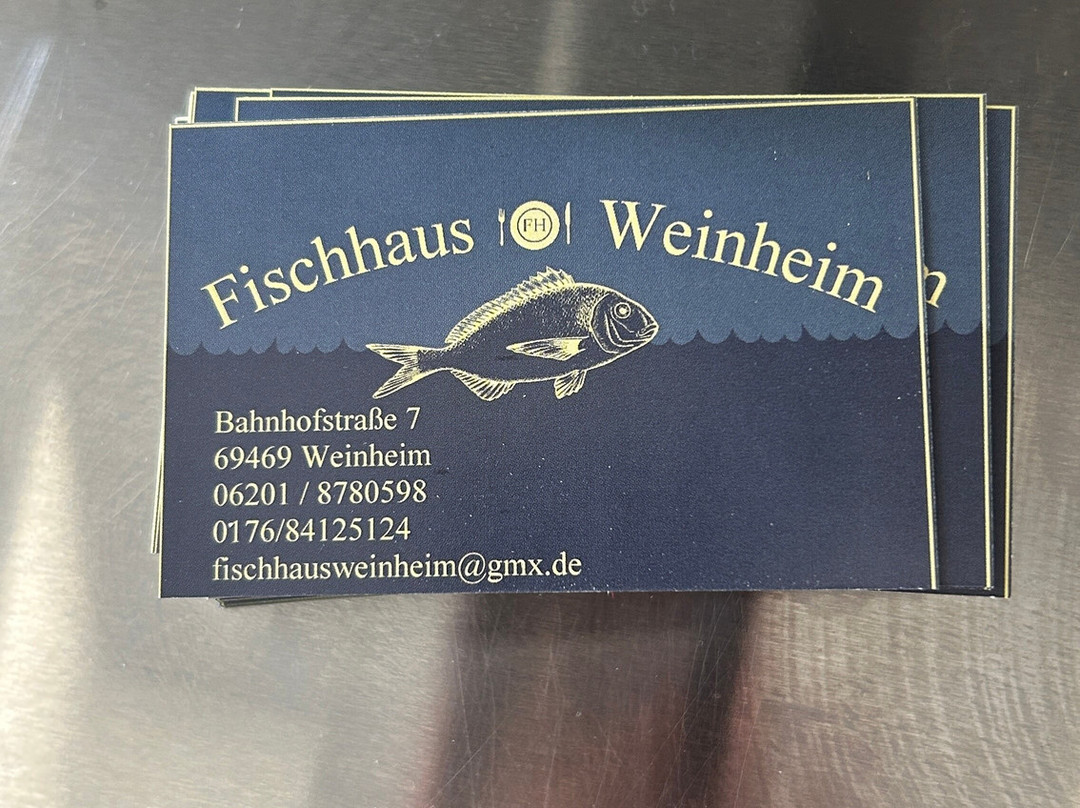 Fischhaus FH Weinheim
Bahnhofstraße 7
69469 Weinheim
06201 / 8780598
0176/84125124
fischhausweinheim@gmx.de